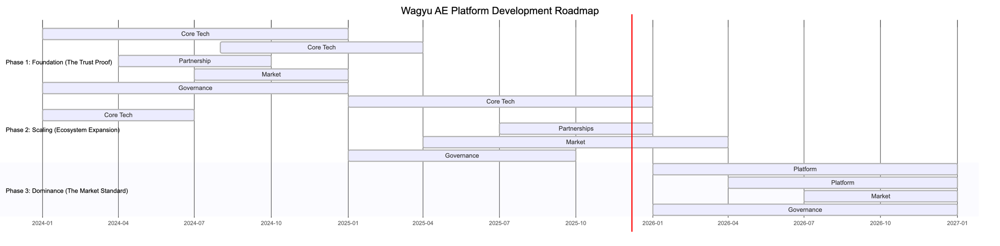 Wagyu AE Platform Development Roadmap
Core Tech
Core Tech
Partnership
Phase 1: Foundation (The Trust Proof)
Market
Governance
Core Tech
Core Tech
Partnerships
Phase 2: Scaling (Ecosystem Expansion)
Market
Governance
Platform
Platform
Phase 3: Dominance (The Market Standard)
Market
Governance
2024-01 2024-04 2024-07 2024-10 2025-01 2025-04 2025-07 2025-10 2026-01 2026-04 2026-07 2026-10 2027-01